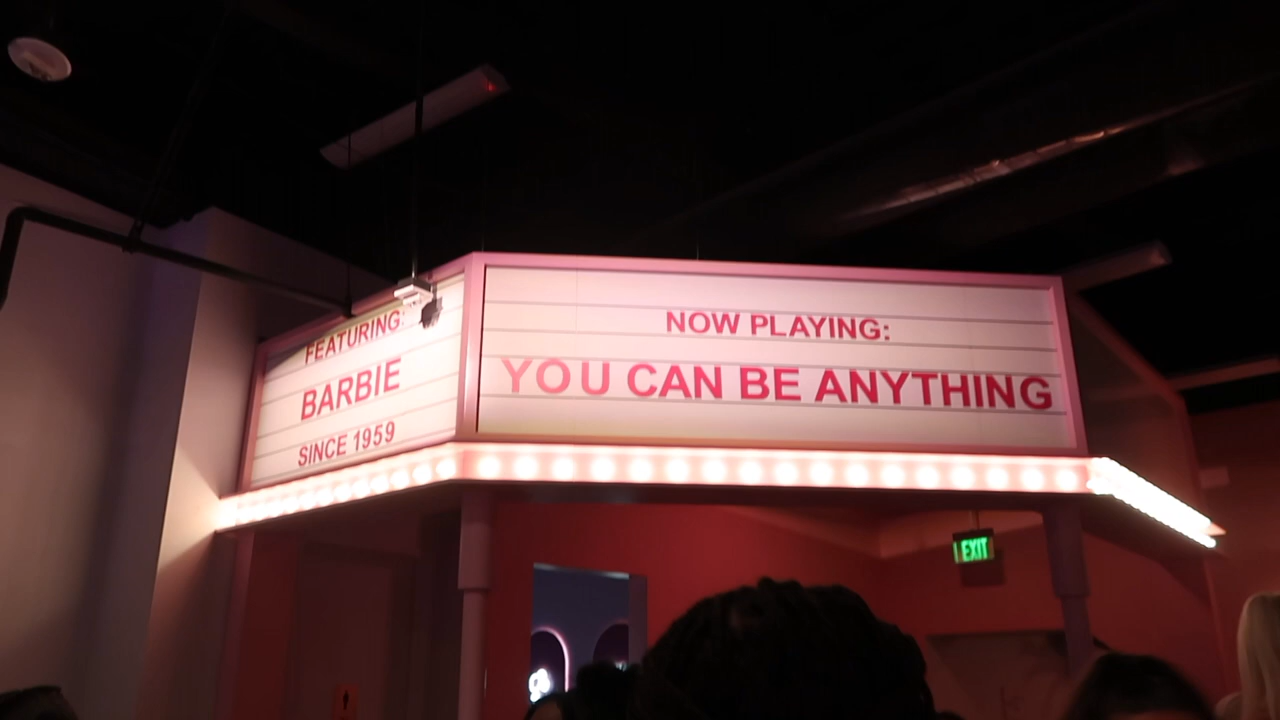 FEATURING:
BARBIE
SINCE 1959
NOW PLAYING:
YOU CAN BE ANYTHING
EXIT